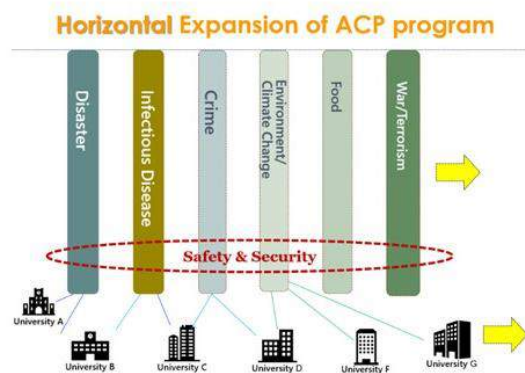 Horizontal Expansion of ACP program
Disaster
Infectious Disease
Crime
Environment/
Climate Change
Food
War/Terrorism
Safety & Security
University A
University B
University C
University D
University F
University G